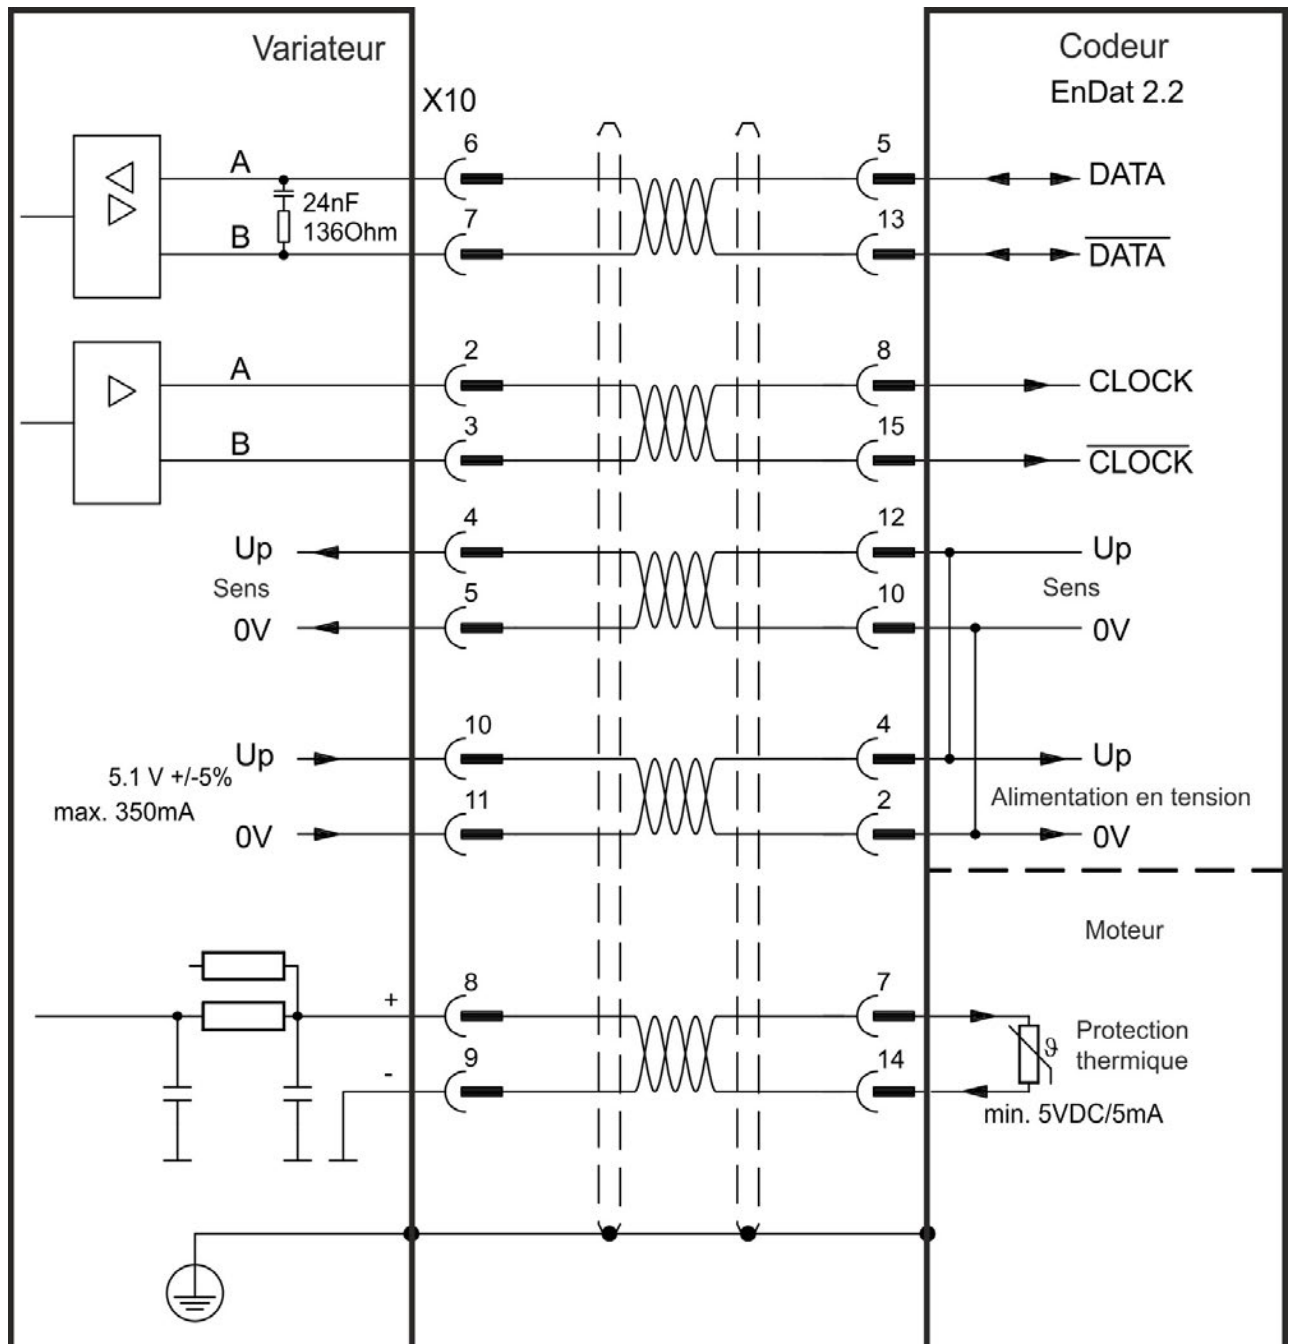 Variateur
Codeur
EnDat 2.2
X10
6
5
A
DATA
24nF
136Ohm
7
13
B
DATA
2
8
A
CLOCK
3
15
B
CLOCK
4
12
Up
Up
Sens
Sens
5
10
0V
0V
10
4
Up
Up
5.1 V +/-5%
max. 350mA
Alimentation en tension
11
2
0V
0V
Moteur
8
7
+
Protection
thermique
ϑ
9
14
-
min. 5VDC/5mA